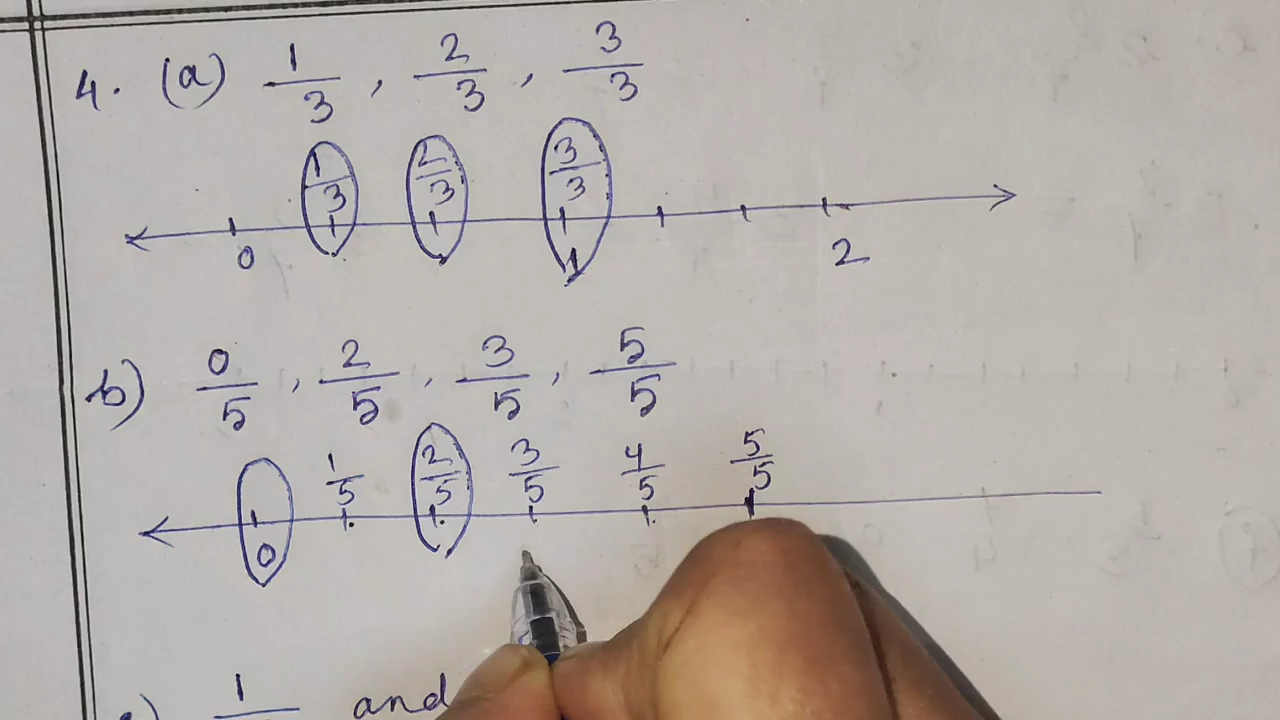 4. (a) 1/3 , 2/3 , 3/3
1/3 2/3 3/3
0 1 2
b) 0/5 , 2/5 , 3/5 , 5/5
1/5 2/5 3/5 4/5 5/5
0
1 and